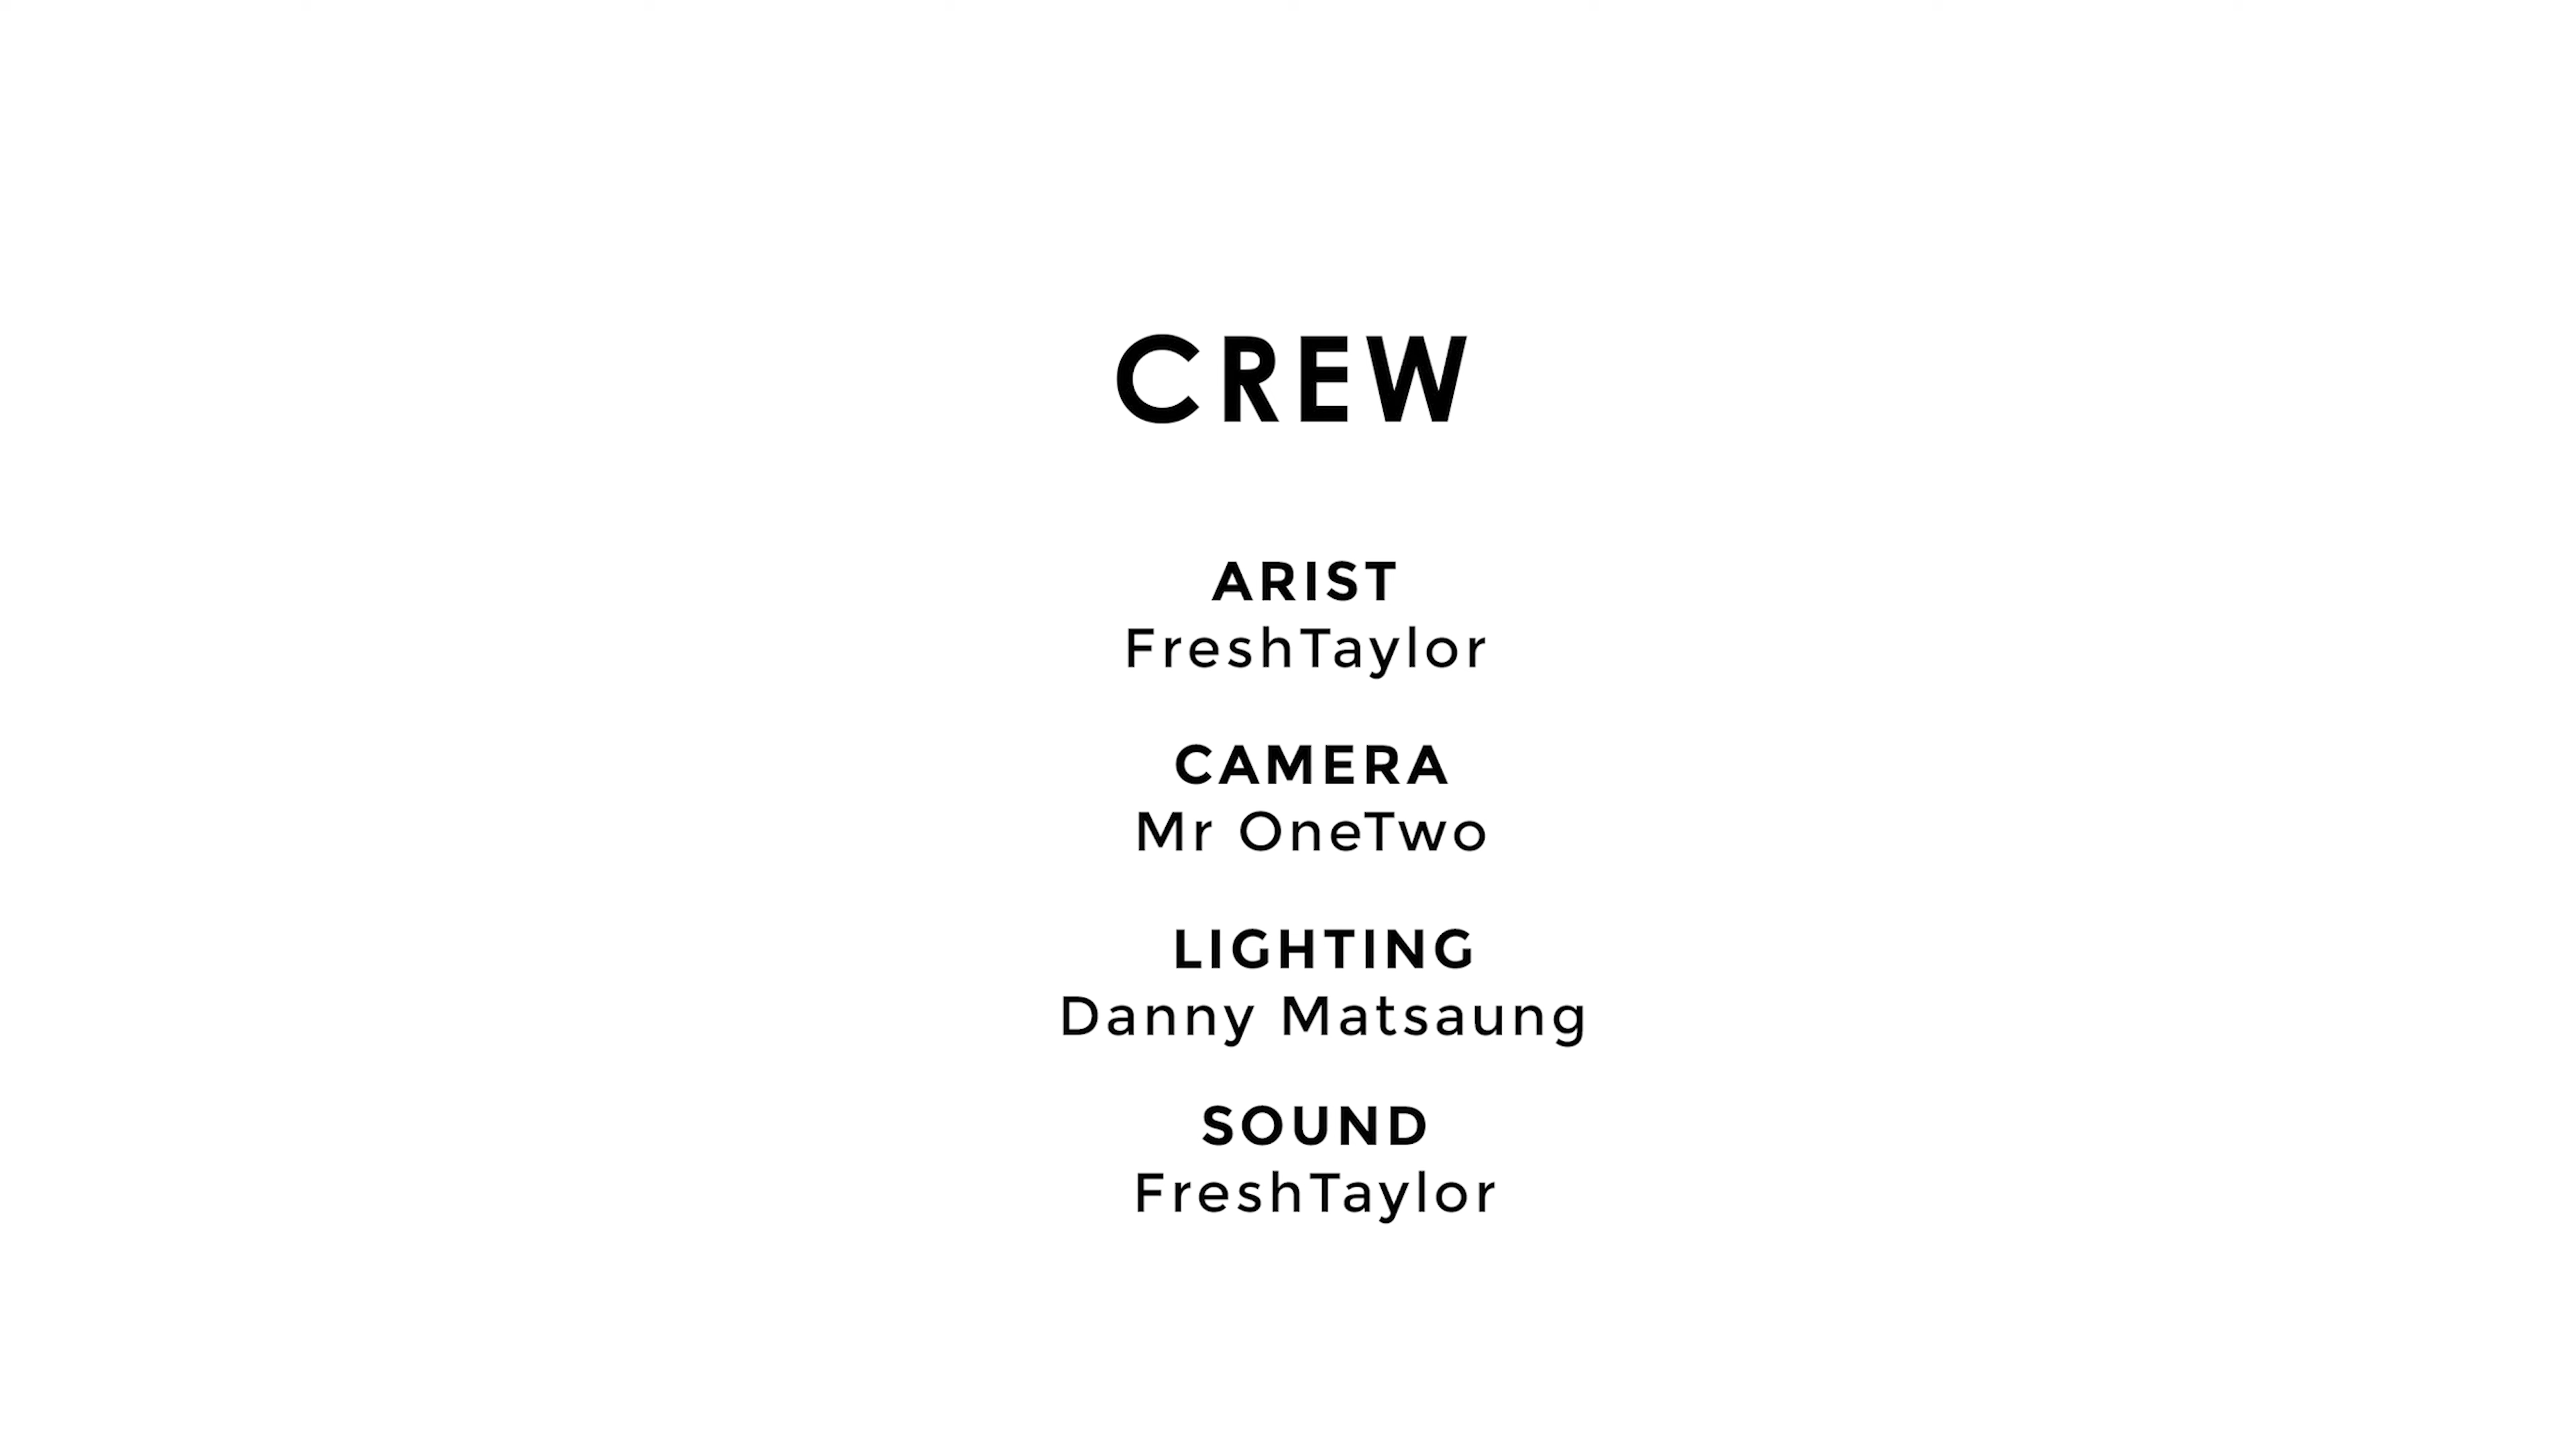 CREW
ARIST
FreshTaylor
CAMERA
Mr OneTwo
LIGHTING
Danny Matsaung
SOUND
FreshTaylor